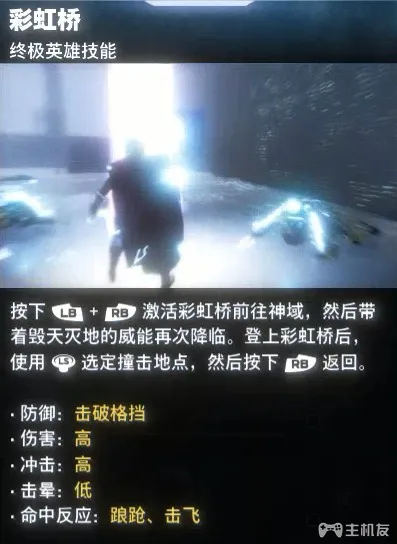 彩虹桥
终极英雄技能
按下 LB + RB 激活彩虹桥前往神域，然后带
着毁天灭地的威能再次降临。登上彩虹桥后，
使用 LS 选定撞击地点，然后按下 RB 返回。
· 防御：击破格挡
· 伤害：高
· 冲击：高
· 击晕：低
· 命中反应：踉跄、击飞
主机友